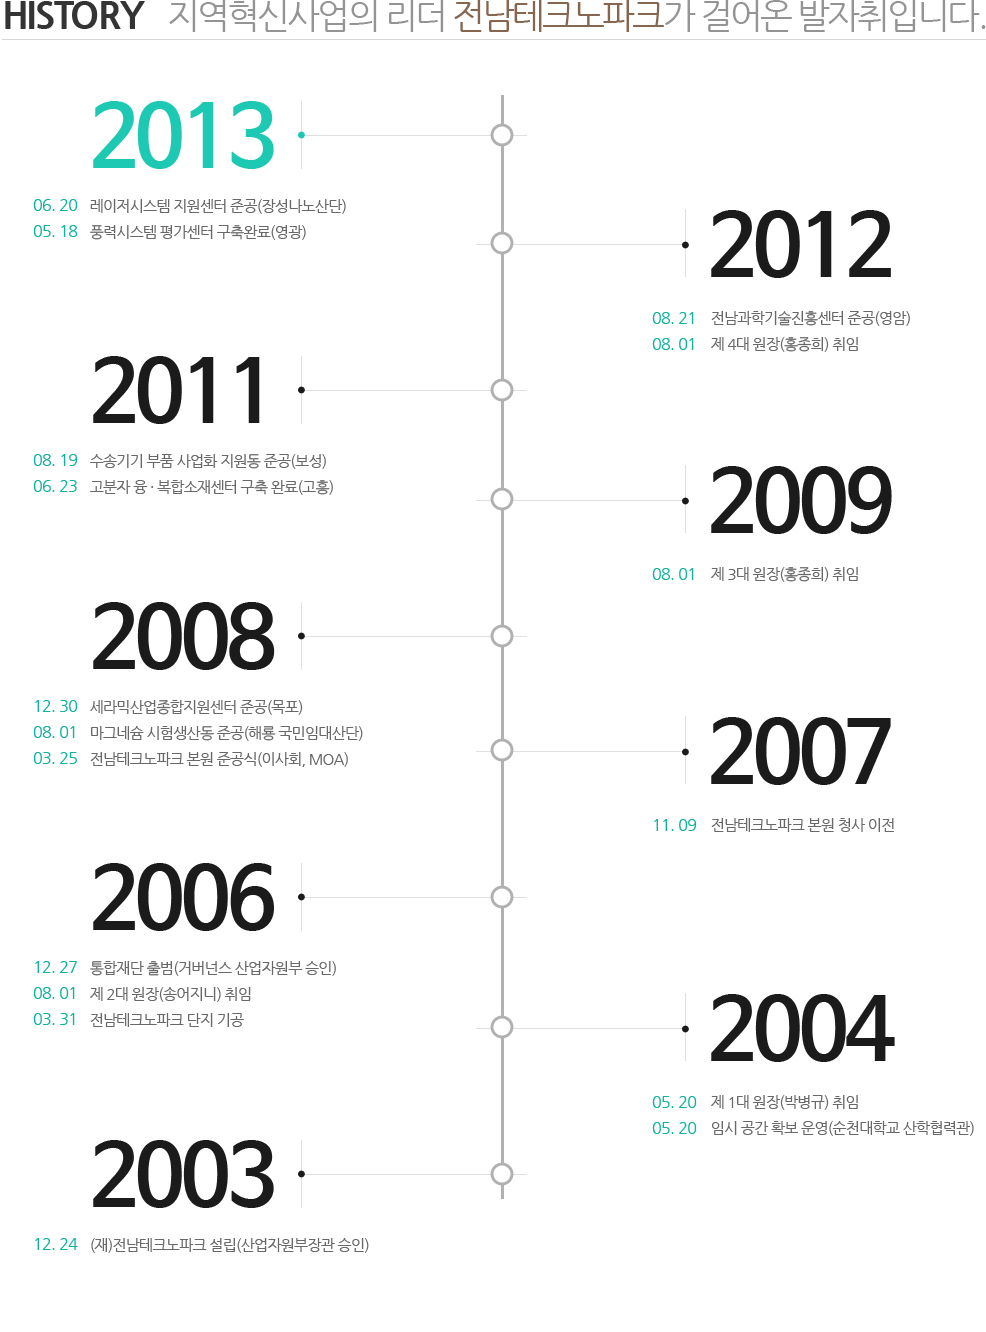 HISTORY 지역혁신사업의 리더 전남테크노파크가 걸어온 발자취입니다.
2013
06. 20 레이저시스템 지원센터 준공(장성나노산단)
05. 18 풍력시스템 평가센터 구축완료(영광)
2012
08. 21 전남과학기술진흥센터 준공(영암)
08. 01 제 4대 원장(홍종희) 취임
2011
08. 19 수송기기 부품 사업화 지원동 준공(보성)
06. 23 고분자 융 · 복합소재센터 구축 완료(고흥)
2009
08. 01 제 3대 원장(홍종희) 취임
2008
12. 30 세라믹산업종합지원센터 준공(목포)
08. 01 마그네슘 시험생산동 준공(해룡 국민임대산단)
03. 25 전남테크노파크 본원 준공식(이사회, MOA)
2007
11. 09 전남테크노파크 본원 청사 이전
2006
12. 27 통합재단 출범(거버넌스 산업자원부 승인)
08. 01 제 2대 원장(송어지니) 취임
03. 31 전남테크노파크 단지 기공
2004
05. 20 제 1대 원장(박병규) 취임
05. 20 임시 공간 확보 운영(순천대학교 산학협력관)
2003
12. 24 (재)전남테크노파크 설립(산업자원부장관 승인)